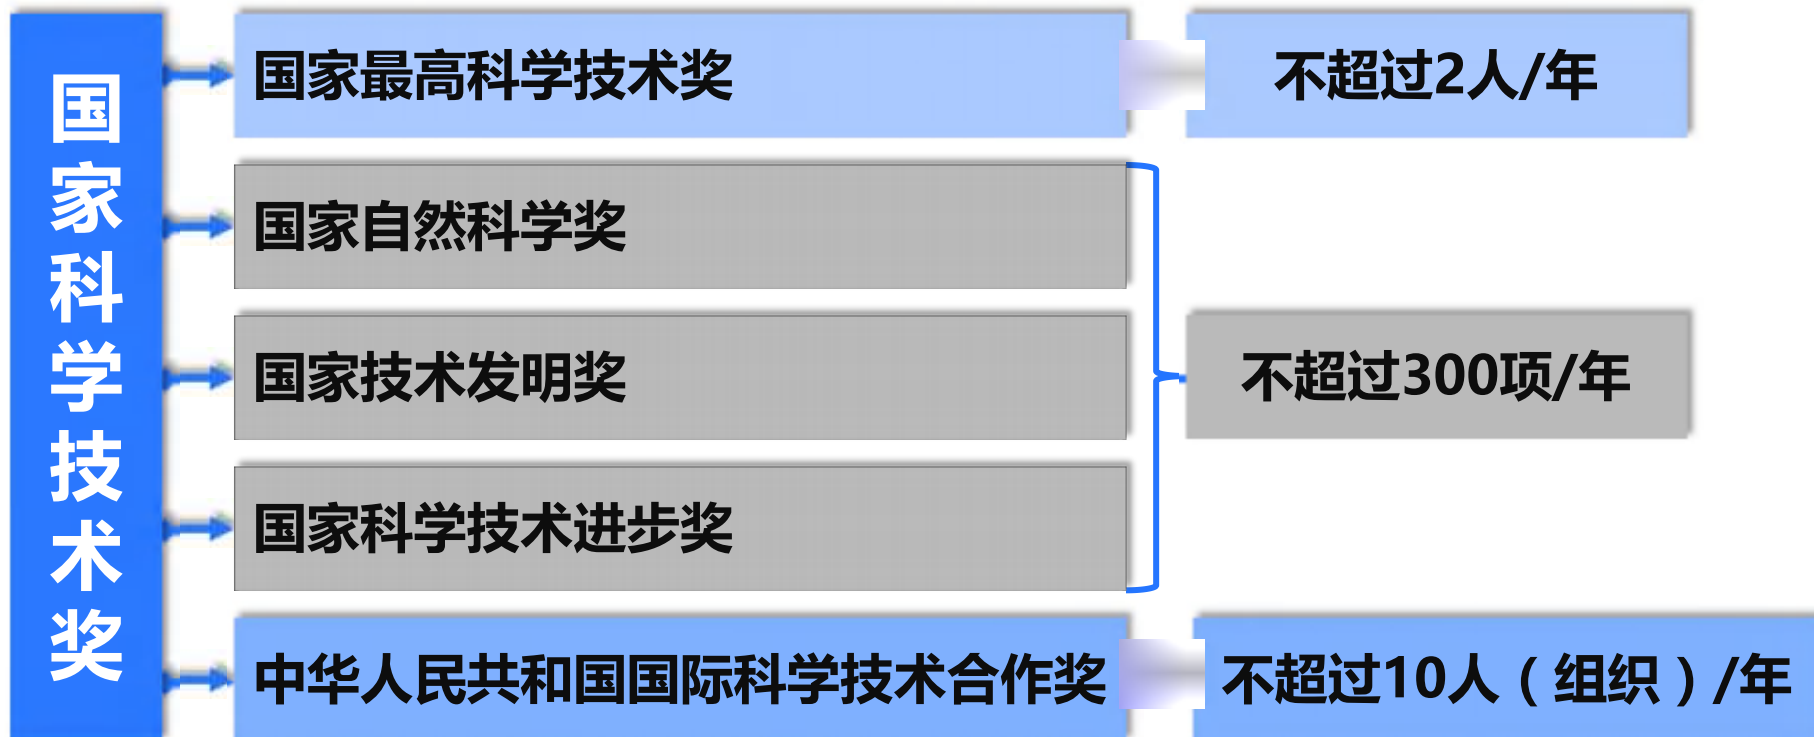 国家科学技术奖
国家最高科学技术奖
不超过2人/年
国家自然科学奖
国家技术发明奖
不超过300项/年
国家科学技术进步奖
中华人民共和国国际科学技术合作奖
不超过10人（组织）/年